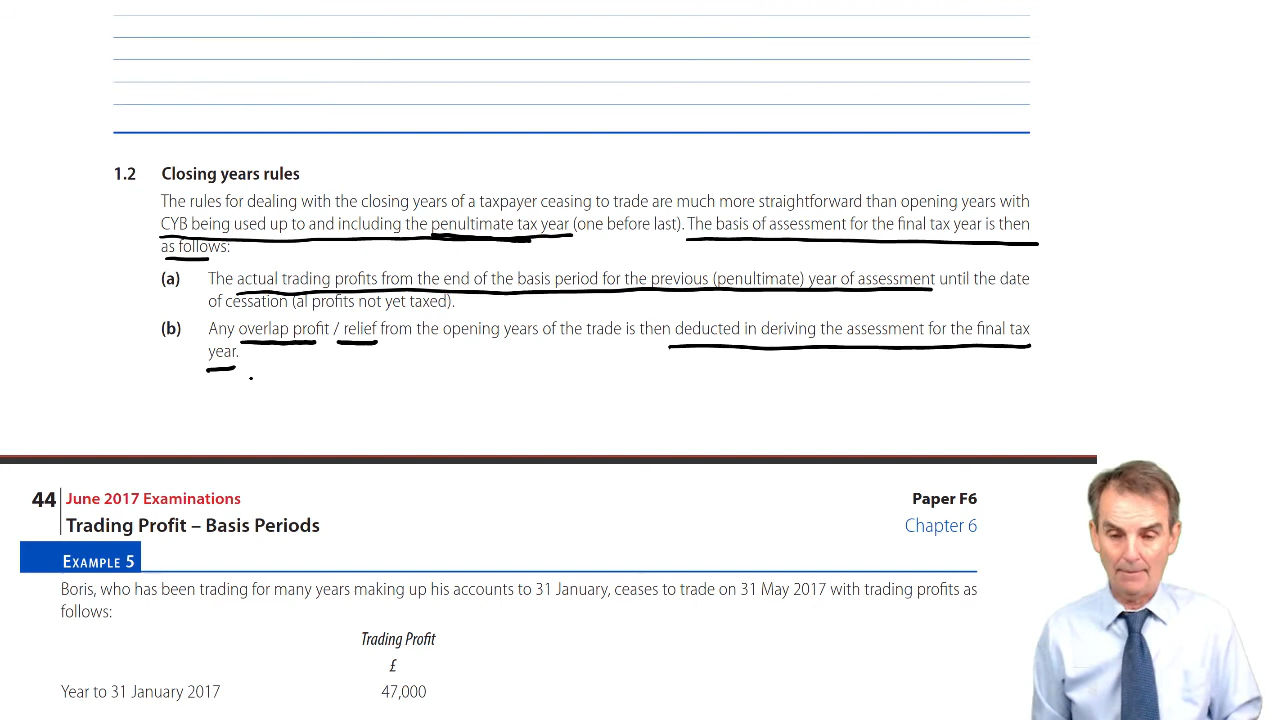 1.2 Closing years rules
The rules for dealing with the closing years of a taxpayer ceasing to trade are much more straightforward than opening years with
CYB being used up to and including the penultimate tax year (one before last). The basis of assessment for the final tax year is then
as follows:
(a) The actual trading profits from the end of the basis period for the previous (penultimate) year of assessment until the date
of cessation (al profits not yet taxed).
(b) Any overlap profit / relief from the opening years of the trade is then deducted in deriving the assessment for the final tax
year.
44 June 2017 Examinations Paper F6
Trading Profit – Basis Periods Chapter 6
EXAMPLE 5
Boris, who has been trading for many years making up his accounts to 31 January, ceases to trade on 31 May 2017 with trading profits as
follows:
Trading Profit
£
Year to 31 January 2017 47,000